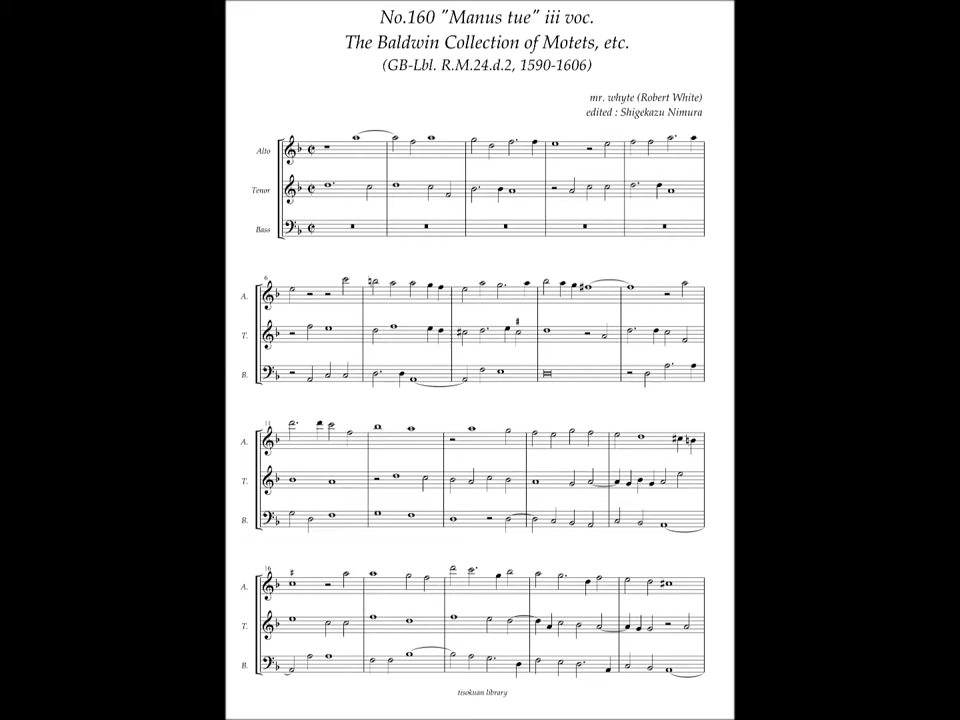 No.160 "Manus tue" iii voc.
The Baldwin Collection of Motets, etc.
(GB-Lbl. R.M.24.d.2, 1590-1606)
mr. whyte (Robert White)
edited : Shigekazu Nimura
Alto
Tenor
Bass
6
A.
T.
B.
11
A.
T.
B.
16
A.
T.
B.
tisokuan library